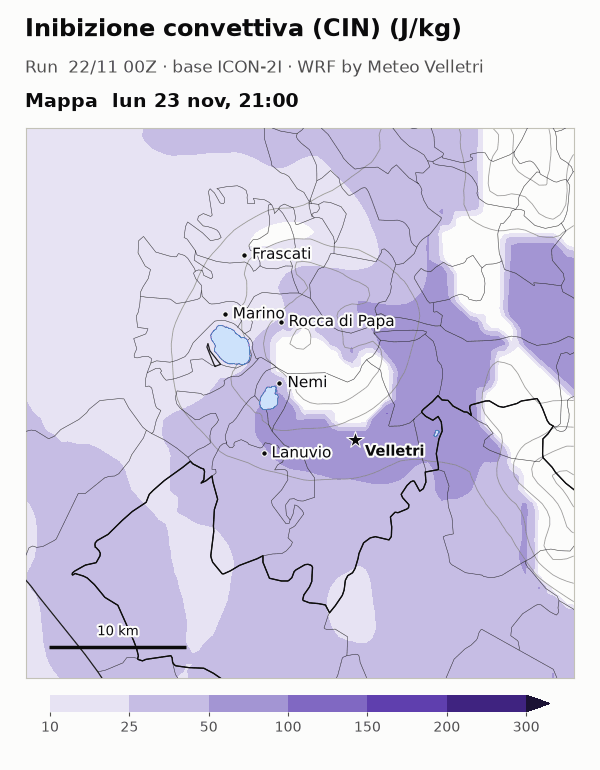 Inibizione convettiva (CIN) (J/kg)
Run  22/11 00Z · base ICON-2I · WRF by Meteo Velletri
Mappa  lun 23 nov, 21:00
Frascati
Marino
Rocca di Papa
Nemi
Velletri
Lanuvio
10 km
10 25 50 100 150 200 300